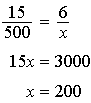 15/500 = 6/x
15x = 3000
x = 200